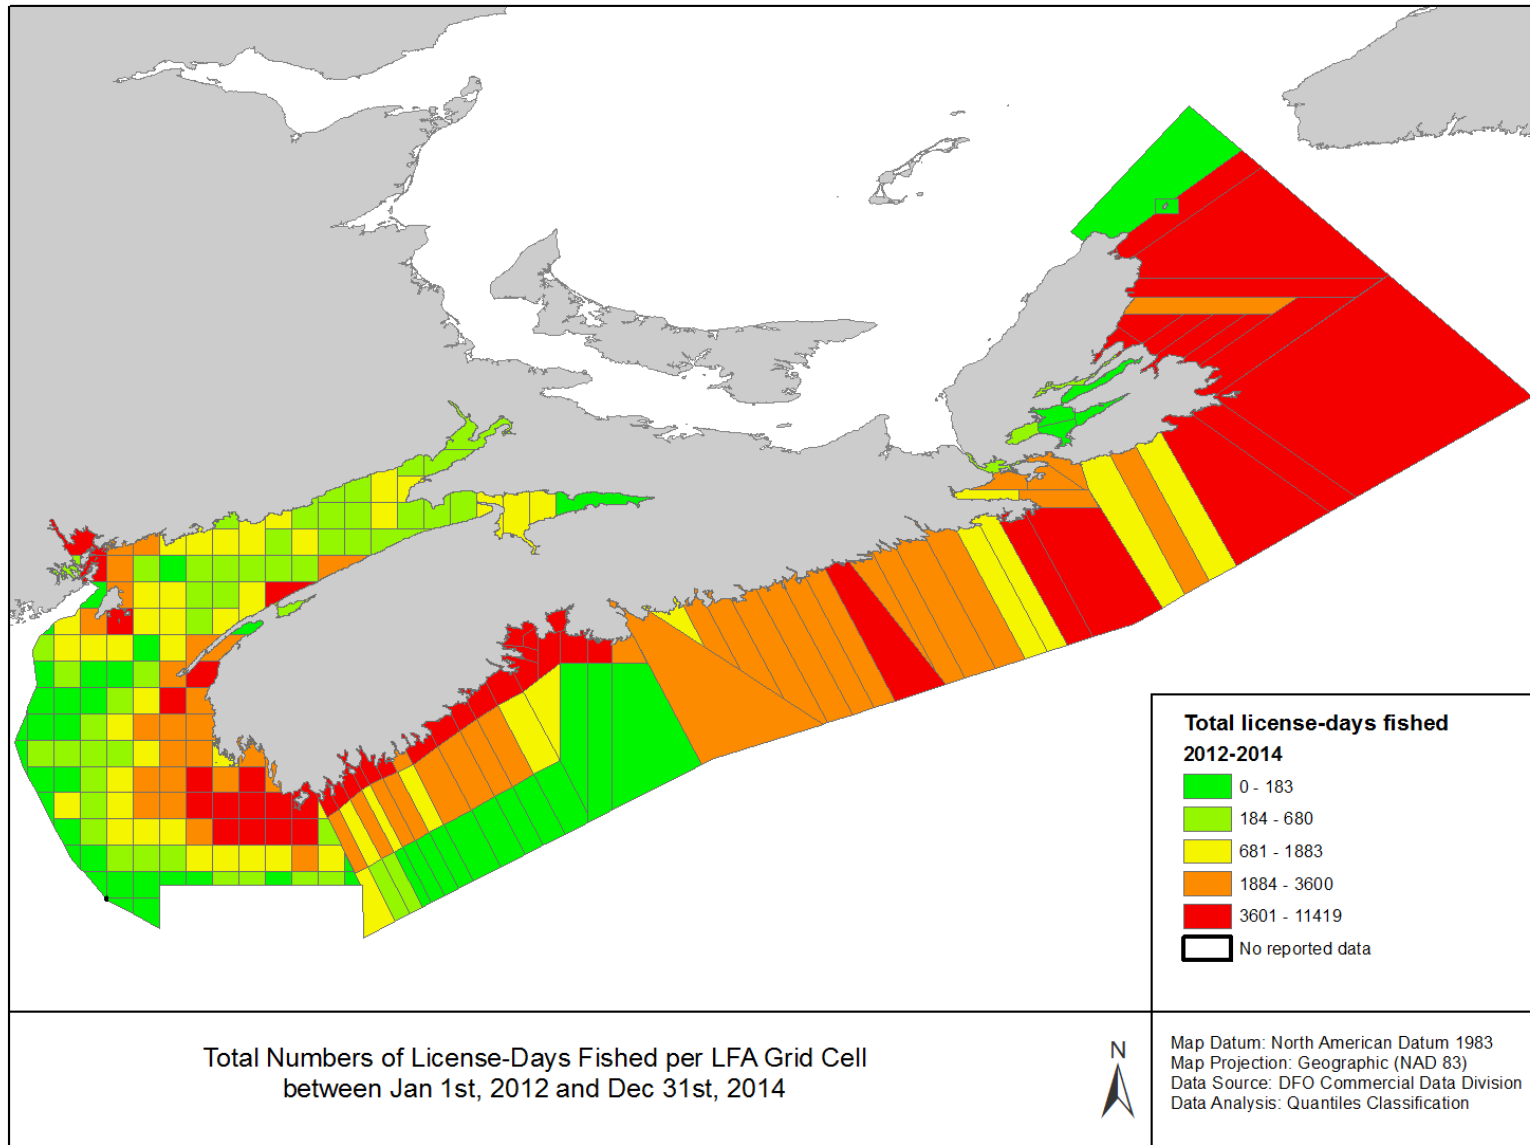 Total license-days fished
2012-2014
0 - 183
184 - 680
681 - 1883
1884 - 3600
3601 - 11419
No reported data
Total Numbers of License-Days Fished per LFA Grid Cell
between Jan 1st, 2012 and Dec 31st, 2014
N
Map Datum: North American Datum 1983
Map Projection: Geographic (NAD 83)
Data Source: DFO Commercial Data Division
Data Analysis: Quantiles Classification